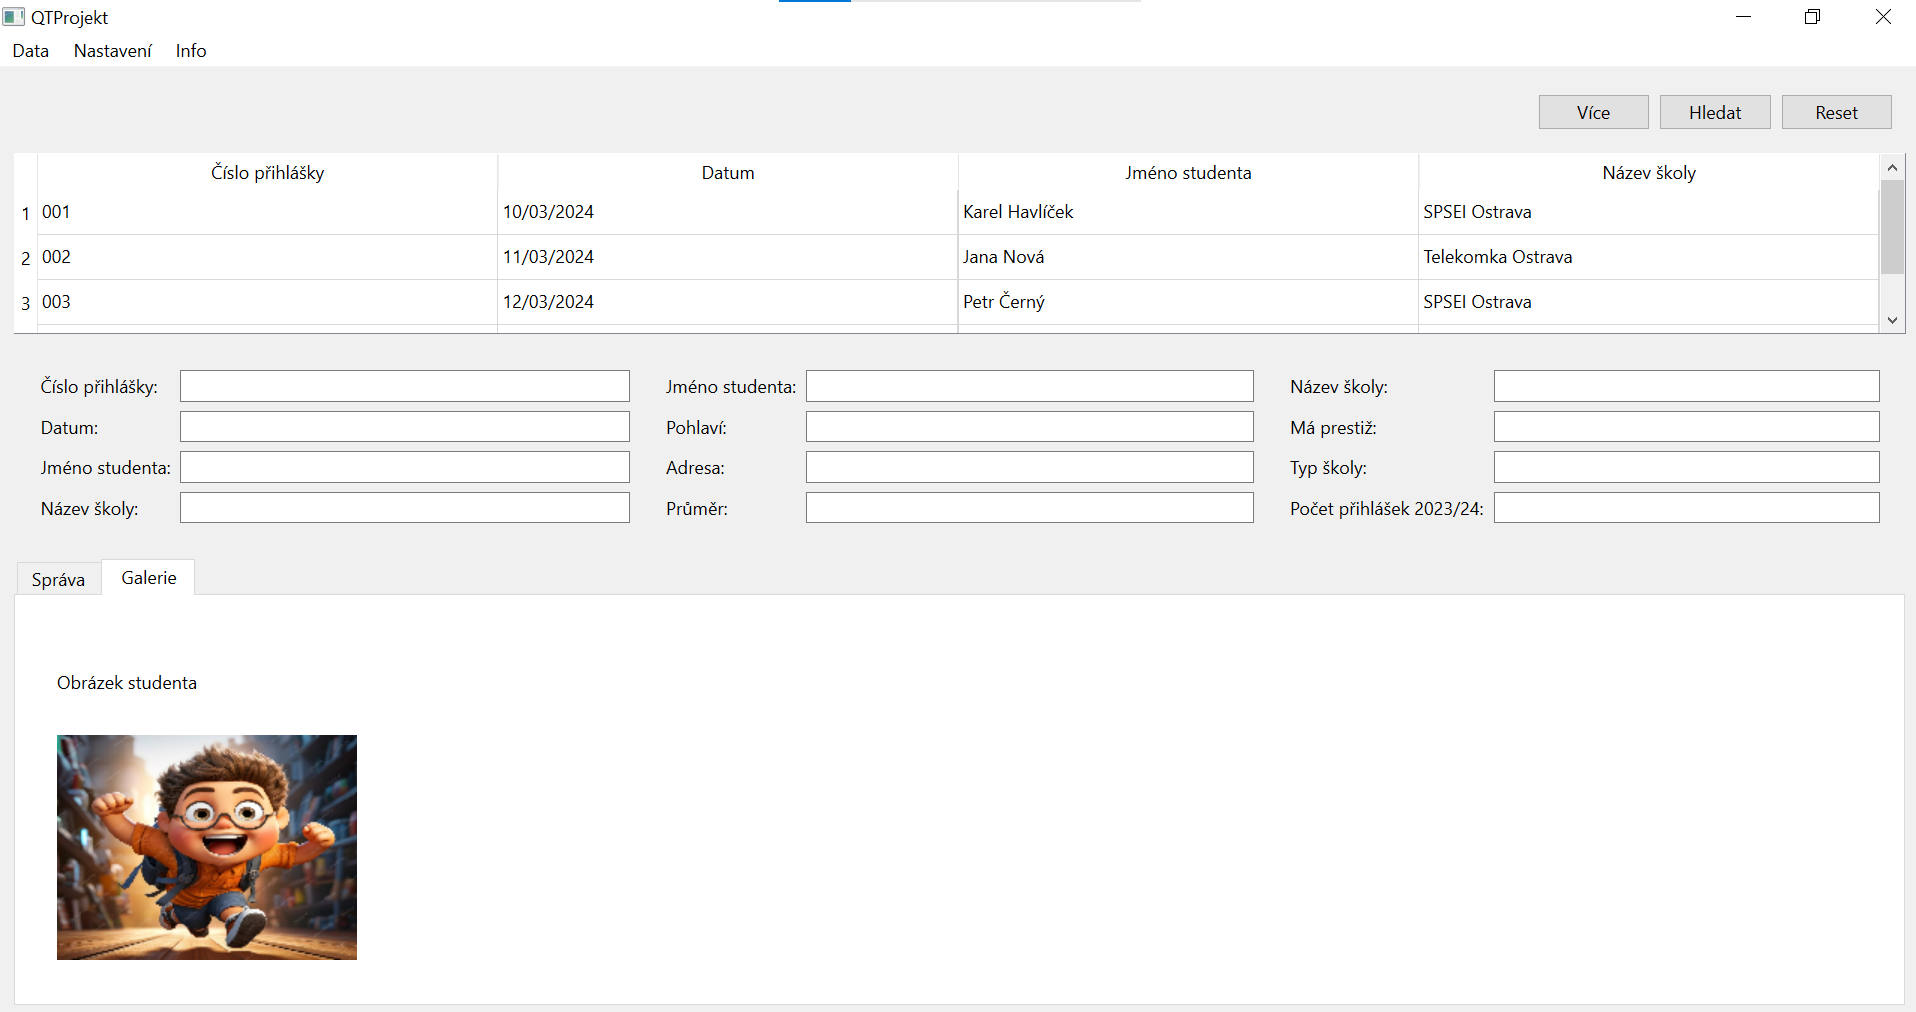 QTProjekt
Data Nastavení Info
Více Hledat Reset
Číslo přihlášky Datum Jméno studenta Název školy
1 001 10/03/2024 Karel Havlíček SPSEI Ostrava
2 002 11/03/2024 Jana Nová Telekomka Ostrava
3 003 12/03/2024 Petr Černý SPSEI Ostrava
Číslo přihlášky: Jméno studenta: Název školy:
Datum: Pohlaví: Má prestiž:
Jméno studenta: Adresa: Typ školy:
Název školy: Průměr: Počet přihlášek 2023/24:
Správa Galerie
Obrázek studenta